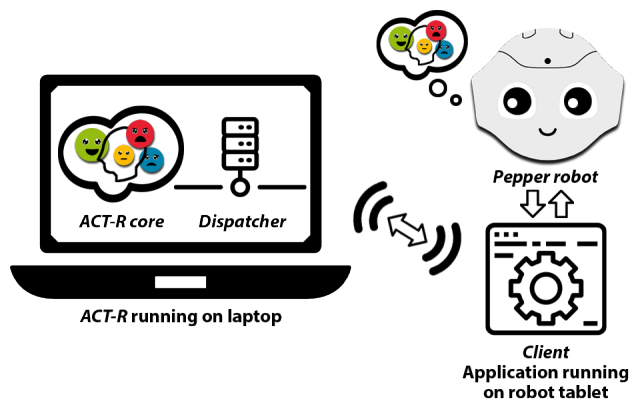 Pepper robot
ACT-R core
Dispatcher
ACT-R running on laptop
Client
Application running
on robot tablet